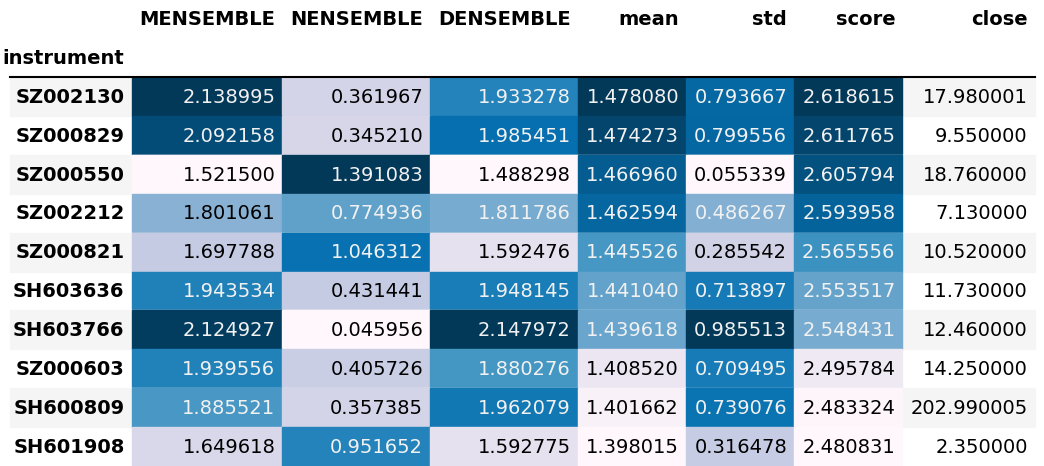 MENSEMBLE NENSEMBLE DENSEMBLE mean std score close
instrument
SZ002130 2.138995 0.361967 1.933278 1.478080 0.793667 2.618615 17.980001
SZ000829 2.092158 0.345210 1.985451 1.474273 0.799556 2.611765 9.550000
SZ000550 1.521500 1.391083 1.488298 1.466960 0.055339 2.605794 18.760000
SZ002212 1.801061 0.774936 1.811786 1.462594 0.486267 2.593958 7.130000
SZ000821 1.697788 1.046312 1.592476 1.445526 0.285542 2.565556 10.520000
SH603636 1.943534 0.431441 1.948145 1.441040 0.713897 2.553517 11.730000
SH603766 2.124927 0.045956 2.147972 1.439618 0.985513 2.548431 12.460000
SZ000603 1.939556 0.405726 1.880276 1.408520 0.709495 2.495784 14.250000
SH600809 1.885521 0.357385 1.962079 1.401662 0.739076 2.483324 202.990005
SH601908 1.649618 0.951652 1.592775 1.398015 0.316478 2.480831 2.350000